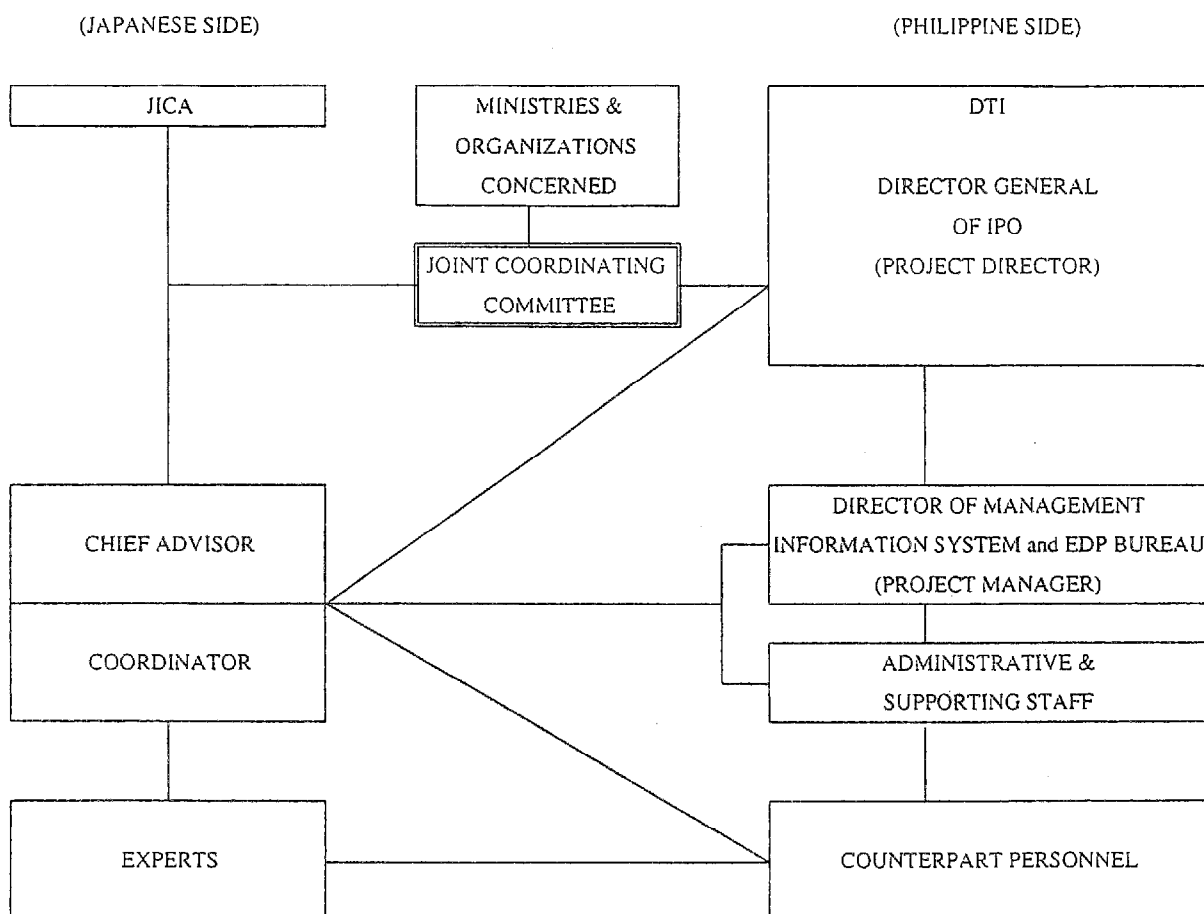 (JAPANESE SIDE)
(PHILIPPINE SIDE)
JICA
MINISTRIES &
ORGANIZATIONS
CONCERNED
DTI
DIRECTOR GENERAL
OF IPO
(PROJECT DIRECTOR)
JOINT COORDINATING
COMMITTEE
CHIEF ADVISOR
COORDINATOR
DIRECTOR OF MANAGEMENT
INFORMATION SYSTEM and EDP BUREAU
(PROJECT MANAGER)
ADMINISTRATIVE &
SUPPORTING STAFF
EXPERTS
COUNTERPART PERSONNEL